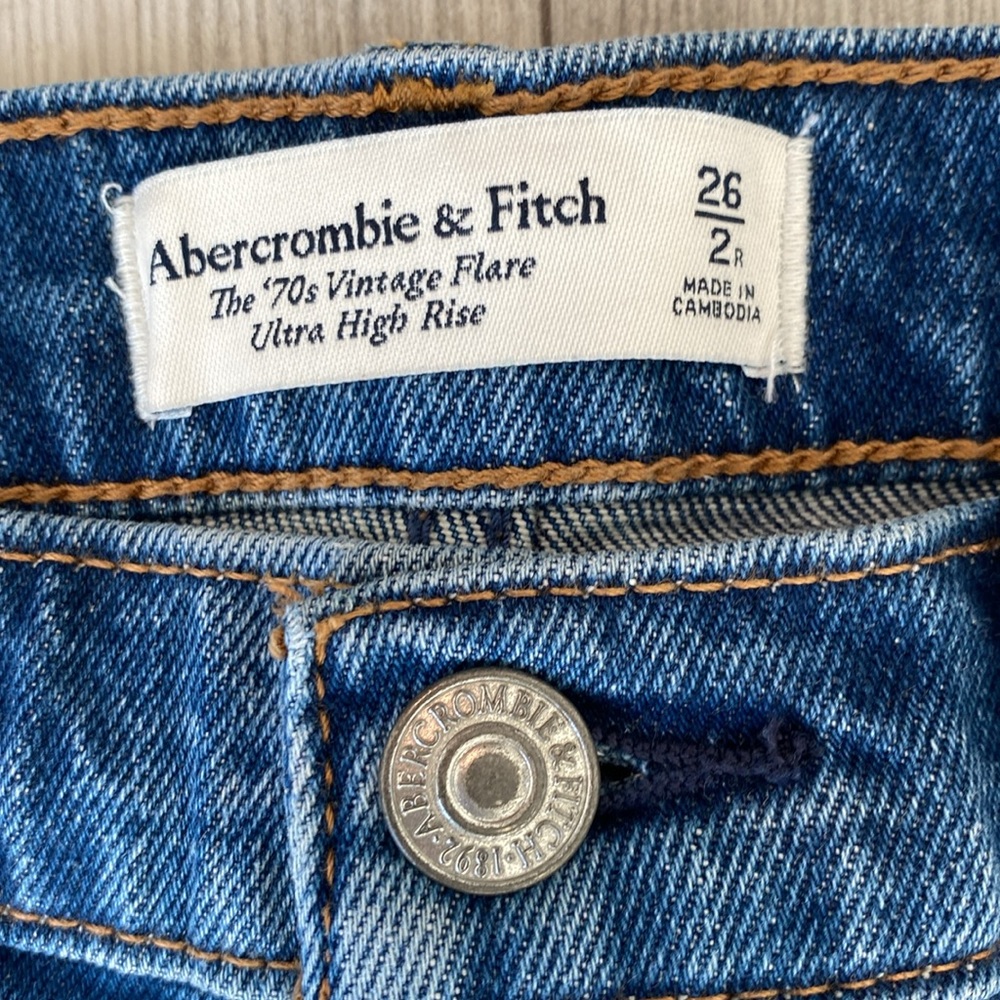 Abercrombie & Fitch
The '70s Vintage Flare
Ultra High Rise
26
2R
MADE IN
CAMBODIA
ABERCROMBIE & FITCH · 1892 ·